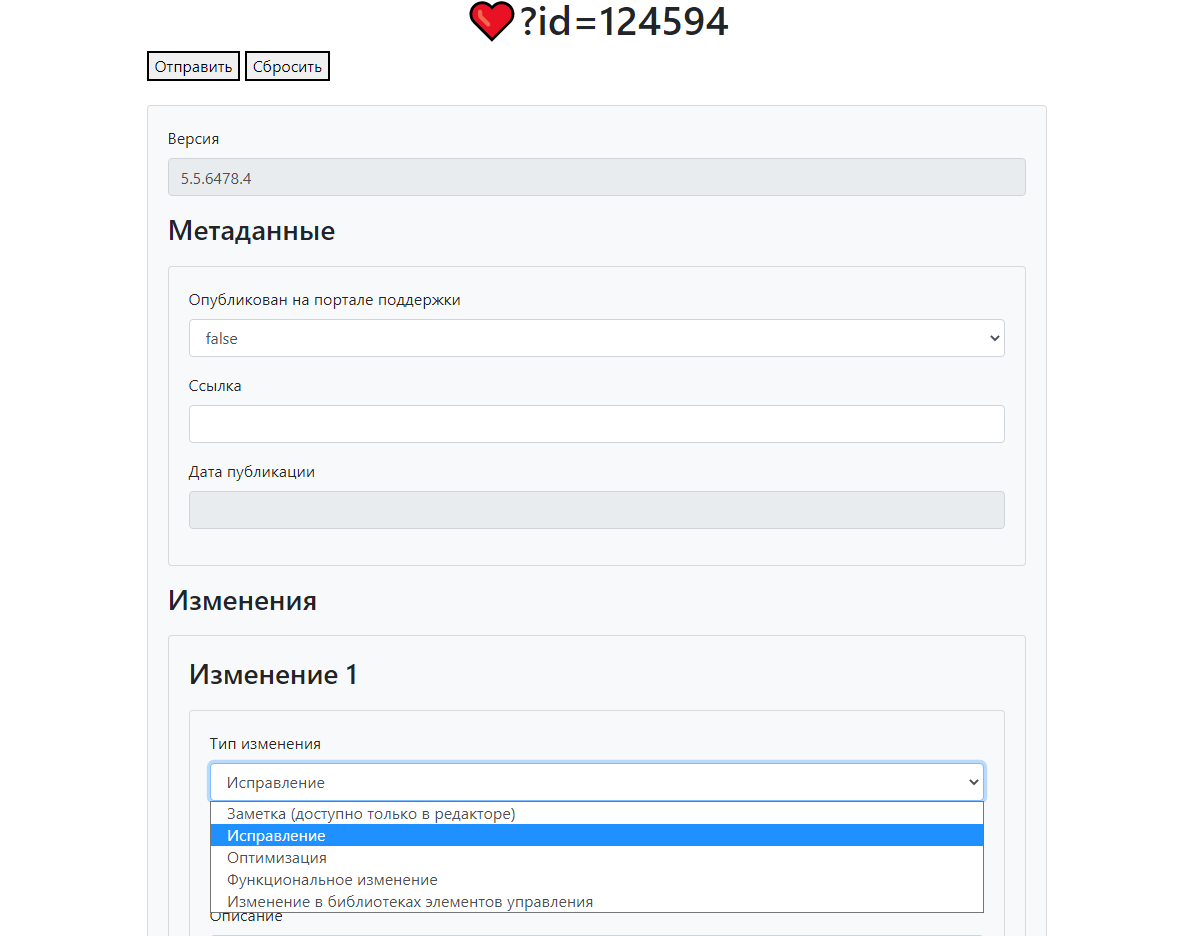 ❤?id=124594
Отправить Сбросить
Версия
5.5.6478.4
Метаданные
Опубликован на портале поддержки
false
Ссылка
Дата публикации
Изменения
Изменение 1
Тип изменения
Исправление
Заметка (доступно только в редакторе)
Исправление
Оптимизация
Функциональное изменение
Изменение в библиотеках элементов управления
Описание